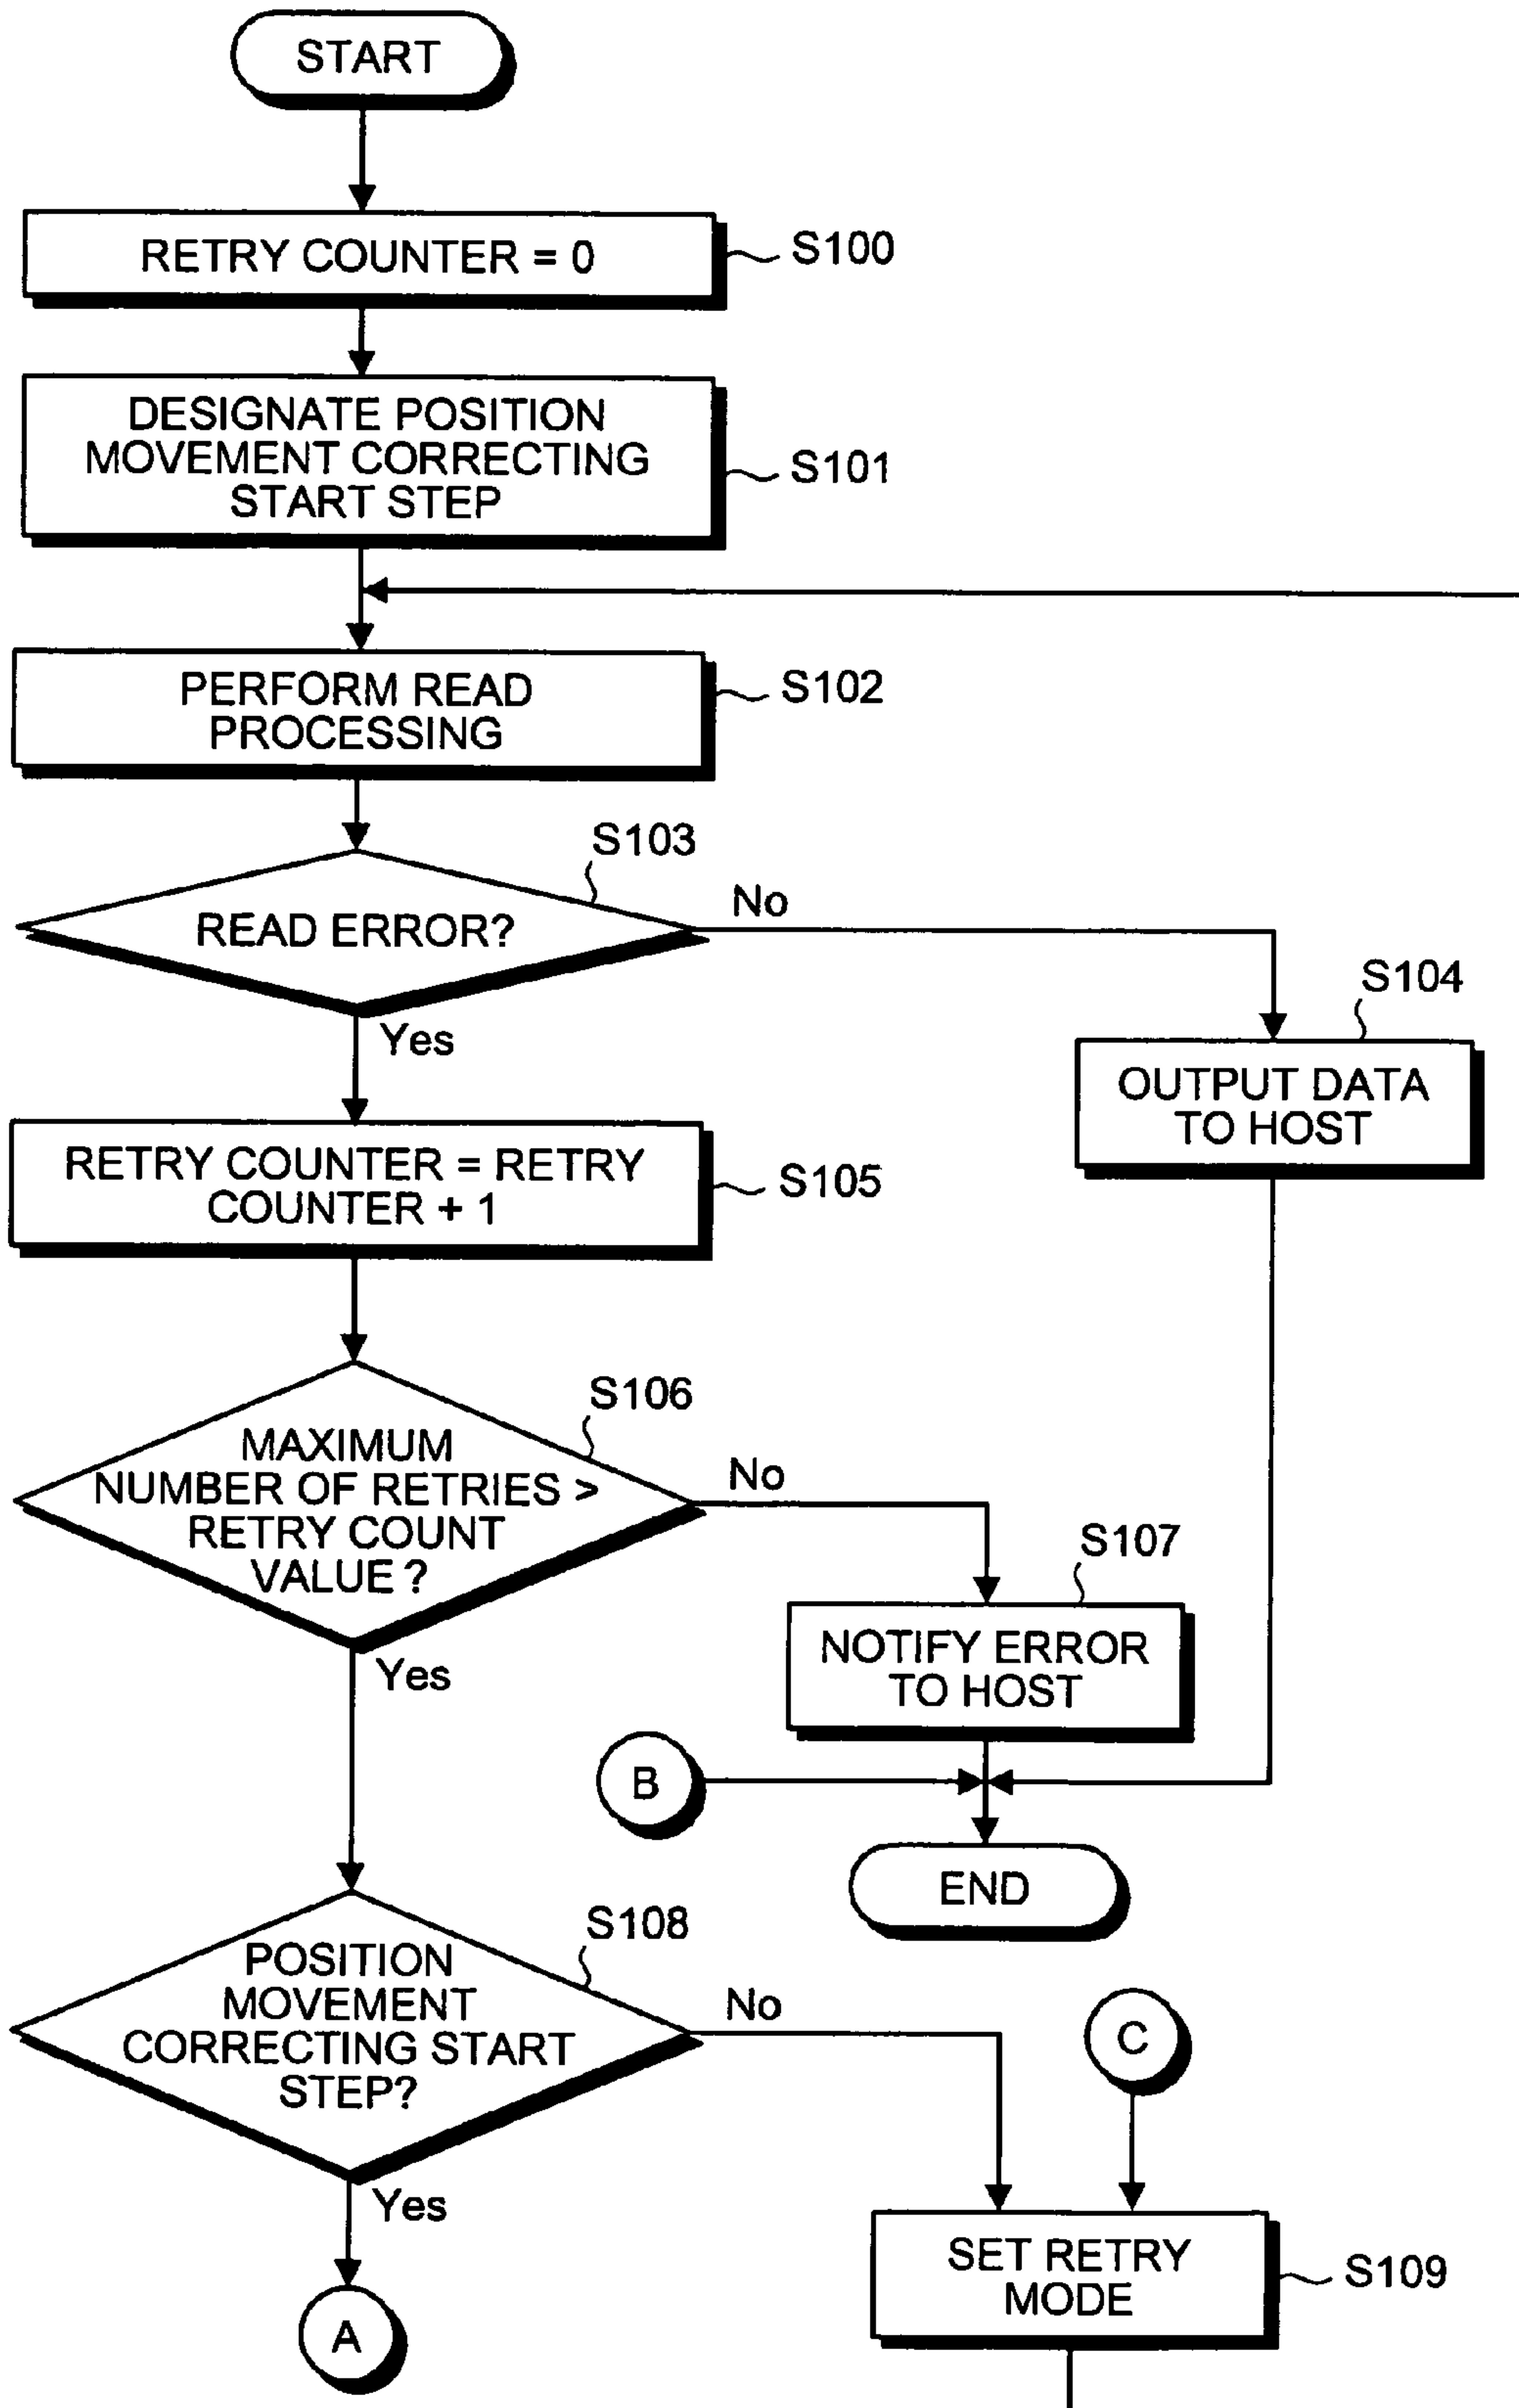 START
RETRY COUNTER = 0
S100
DESIGNATE POSITION
MOVEMENT CORRECTING
START STEP
S101
PERFORM READ
PROCESSING
S102
S103
READ ERROR?
No
Yes
S104
OUTPUT DATA
TO HOST
RETRY COUNTER = RETRY
COUNTER + 1
S105
S106
MAXIMUM
NUMBER OF RETRIES >
RETRY COUNT
VALUE ?
No
Yes
S107
NOTIFY ERROR
TO HOST
B
END
S108
POSITION
MOVEMENT
CORRECTING START
STEP?
No
Yes
C
SET RETRY
MODE
S109
A